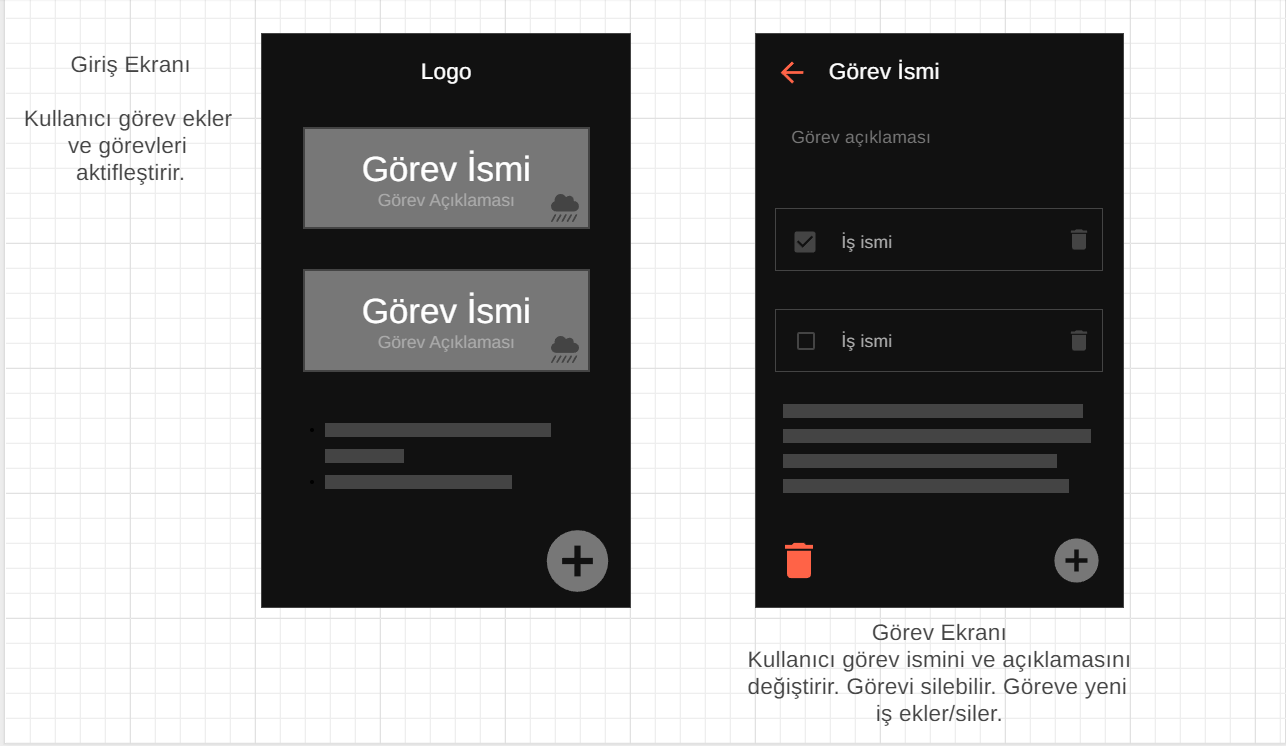 Giriş Ekranı
Kullanıcı görev ekler
ve görevleri
aktifleştirir.
Logo
Görev İsmi
Görev Açıklaması
Görev İsmi
Görev Açıklaması
Görev İsmi
Görev açıklaması
İş ismi
İş ismi
Görev Ekranı
Kullanıcı görev ismini ve açıklamasını
değiştirir. Görevi silebilir. Göreve yeni
iş ekler/siler.